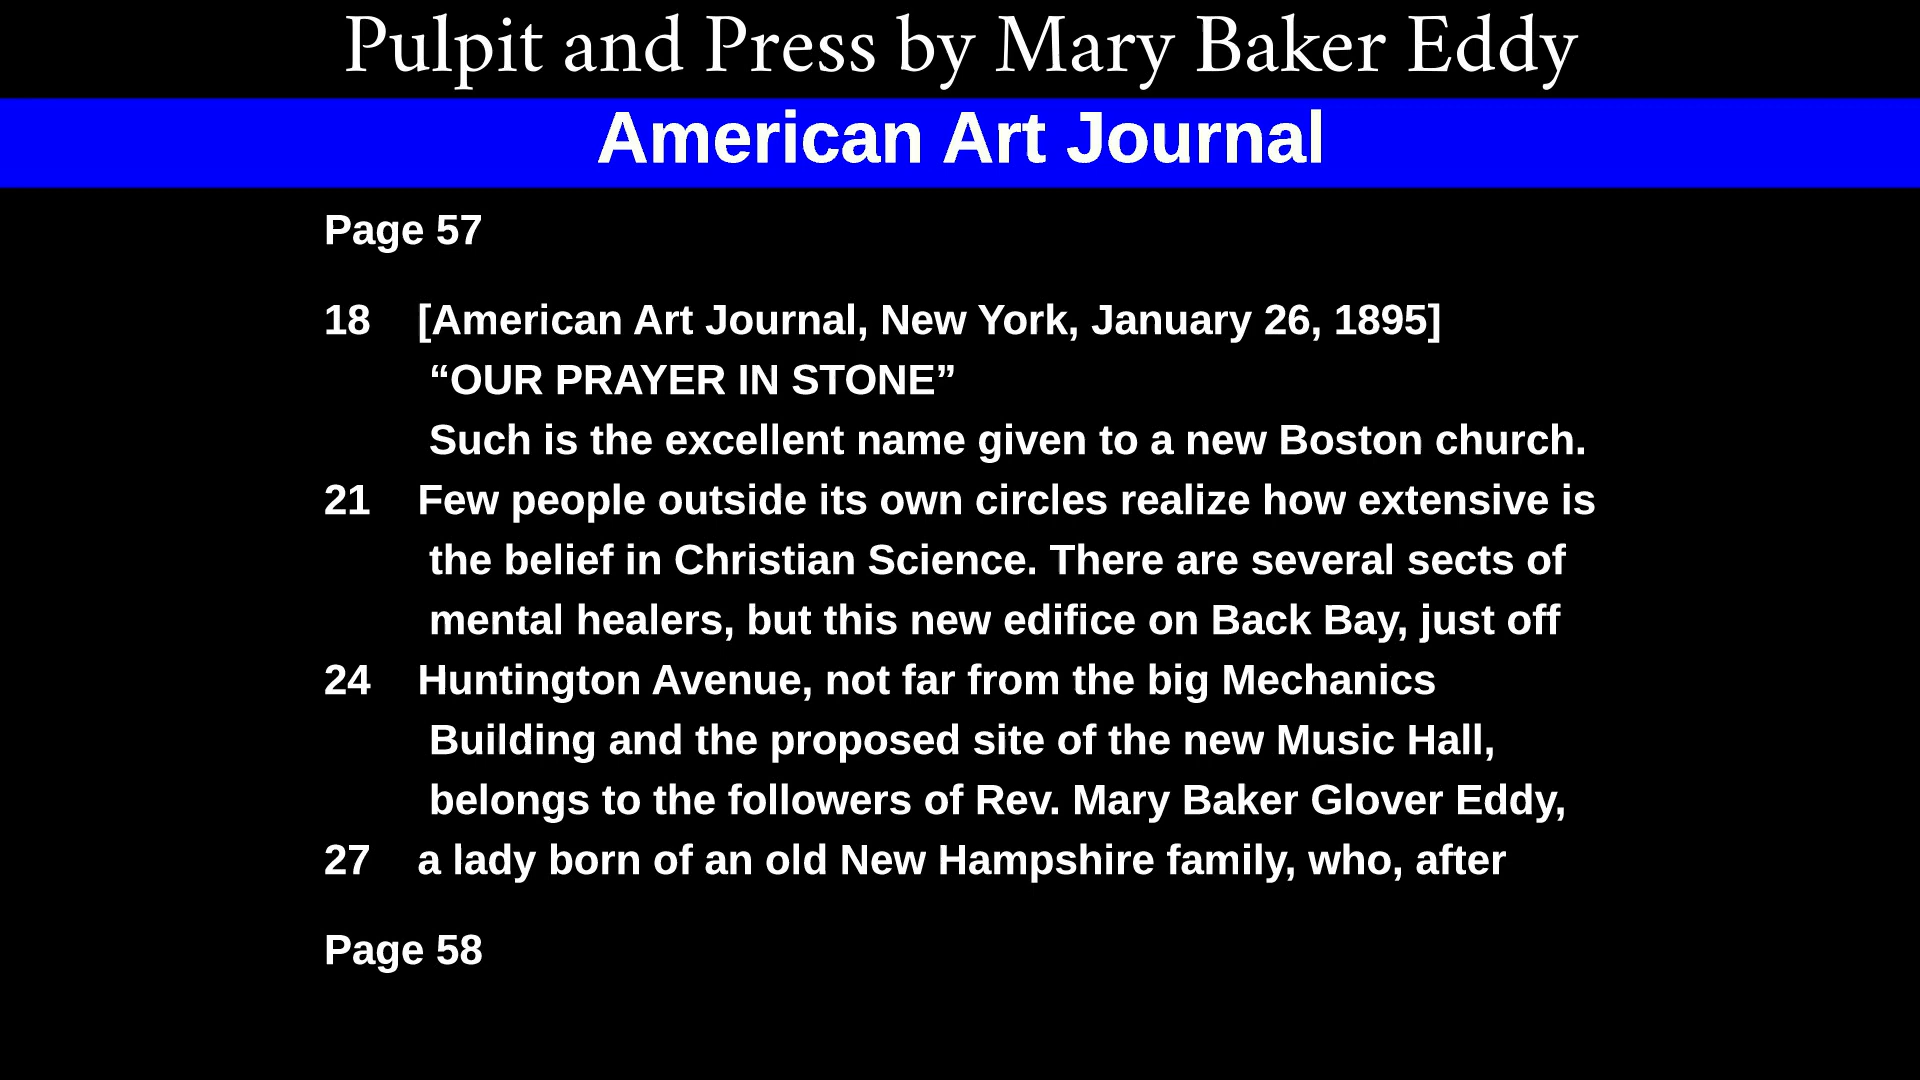 Pulpit and Press by Mary Baker Eddy
American Art Journal
Page 57
18 [American Art Journal, New York, January 26, 1895]
“OUR PRAYER IN STONE”
Such is the excellent name given to a new Boston church.
21 Few people outside its own circles realize how extensive is
the belief in Christian Science. There are several sects of
mental healers, but this new edifice on Back Bay, just off
24 Huntington Avenue, not far from the big Mechanics
Building and the proposed site of the new Music Hall,
belongs to the followers of Rev. Mary Baker Glover Eddy,
27 a lady born of an old New Hampshire family, who, after
Page 58